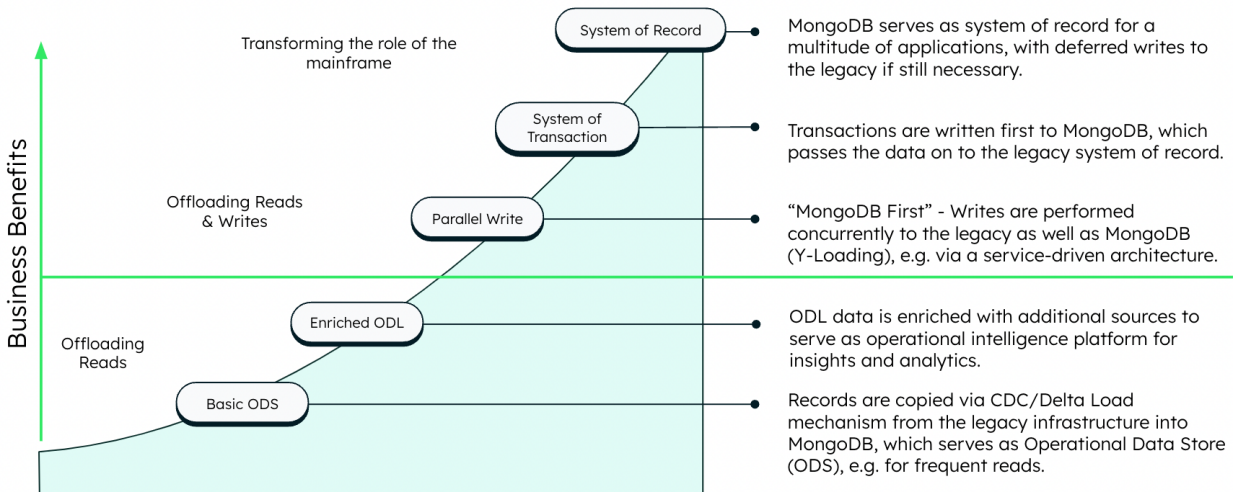 Transforming the role of the
mainframe
System of Record
MongoDB serves as system of record for a
multitude of applications, with deferred writes to
the legacy if still necessary.
System of
Transaction
Transactions are written first to MongoDB, which
passes the data on to the legacy system of record.
Offloading Reads
& Writes
Parallel Write
“MongoDB First” - Writes are performed
concurrently to the legacy as well as MongoDB
(Y-Loading), e.g. via a service-driven architecture.
Business Benefits
Enriched ODL
ODL data is enriched with additional sources to
serve as operational intelligence platform for
insights and analytics.
Offloading
Reads
Basic ODS
Records are copied via CDC/Delta Load
mechanism from the legacy infrastructure into
MongoDB, which serves as Operational Data Store
(ODS), e.g. for frequent reads.